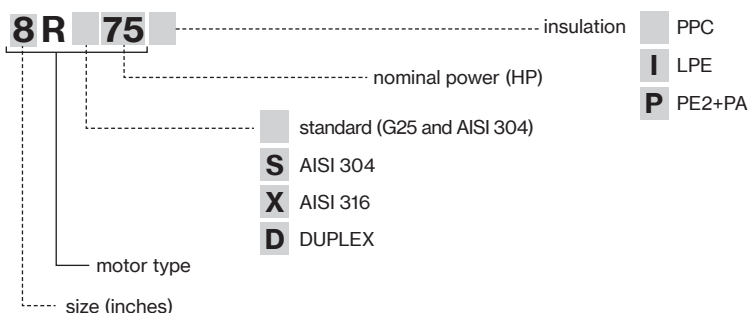 8 R 75
insulation
PPC
I LPE
P PE2+PA
nominal power (HP)
standard (G25 and AISI 304)
S AISI 304
X AISI 316
D DUPLEX
motor type
size (inches)